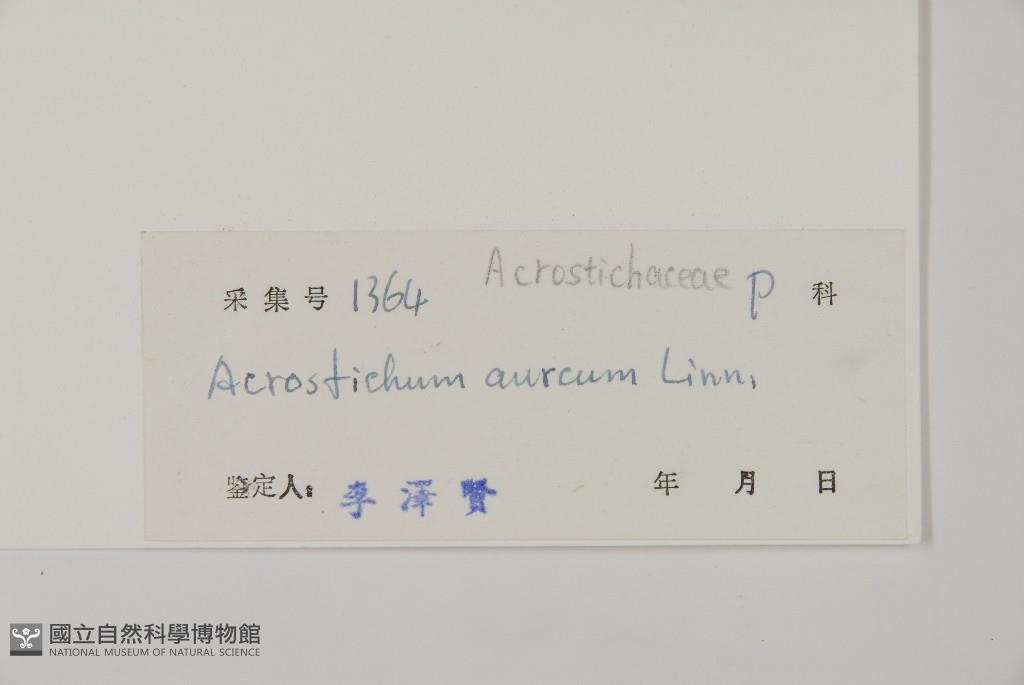 采集号 1364 Acrostichaceae p 科
Acrostichum aureum Linn.
鉴定人: 李澤賢 年 月 日
國立自然科學博物館
NATIONAL MUSEUM OF NATURAL SCIENCE